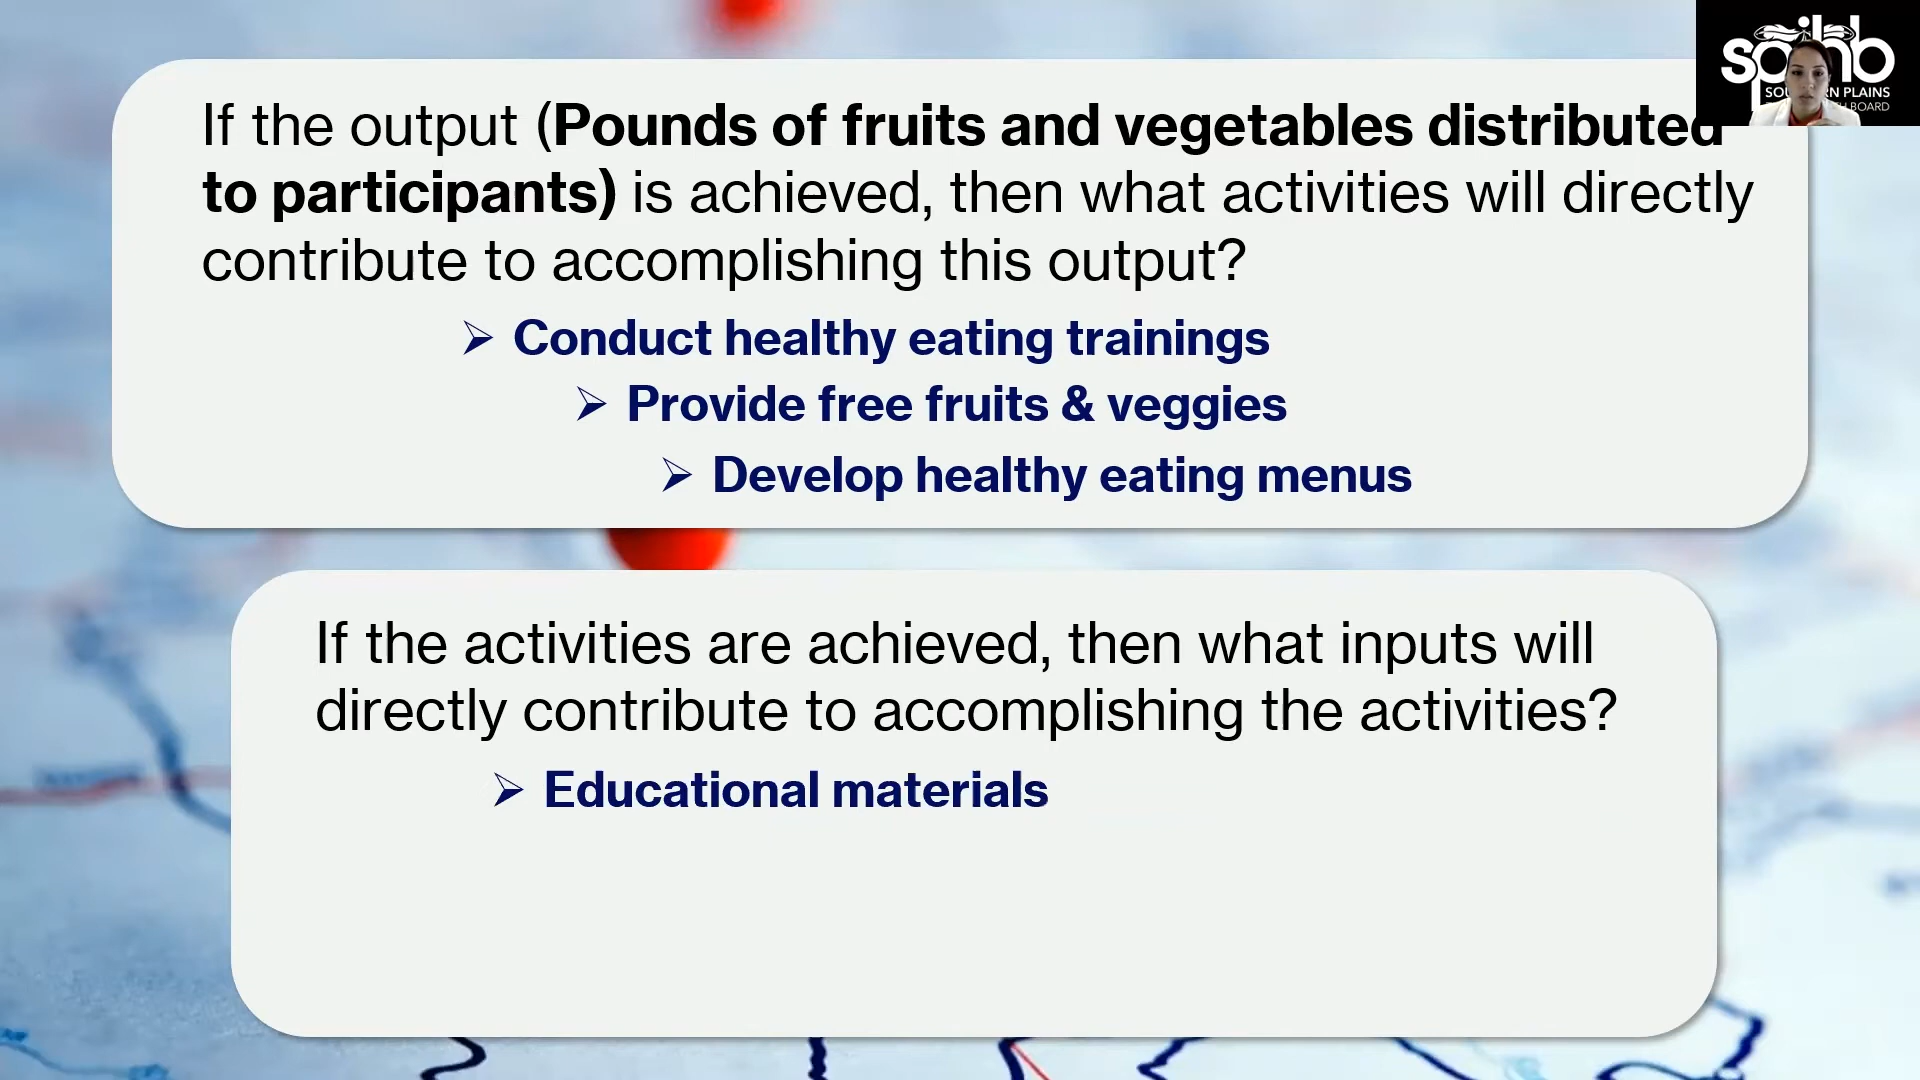 If the output (Pounds of fruits and vegetables distributed
to participants) is achieved, then what activities will directly
contribute to accomplishing this output?
➢ Conduct healthy eating trainings
➢ Provide free fruits & veggies
➢ Develop healthy eating menus
If the activities are achieved, then what inputs will
directly contribute to accomplishing the activities?
➢ Educational materials
PLAINS
BOARD